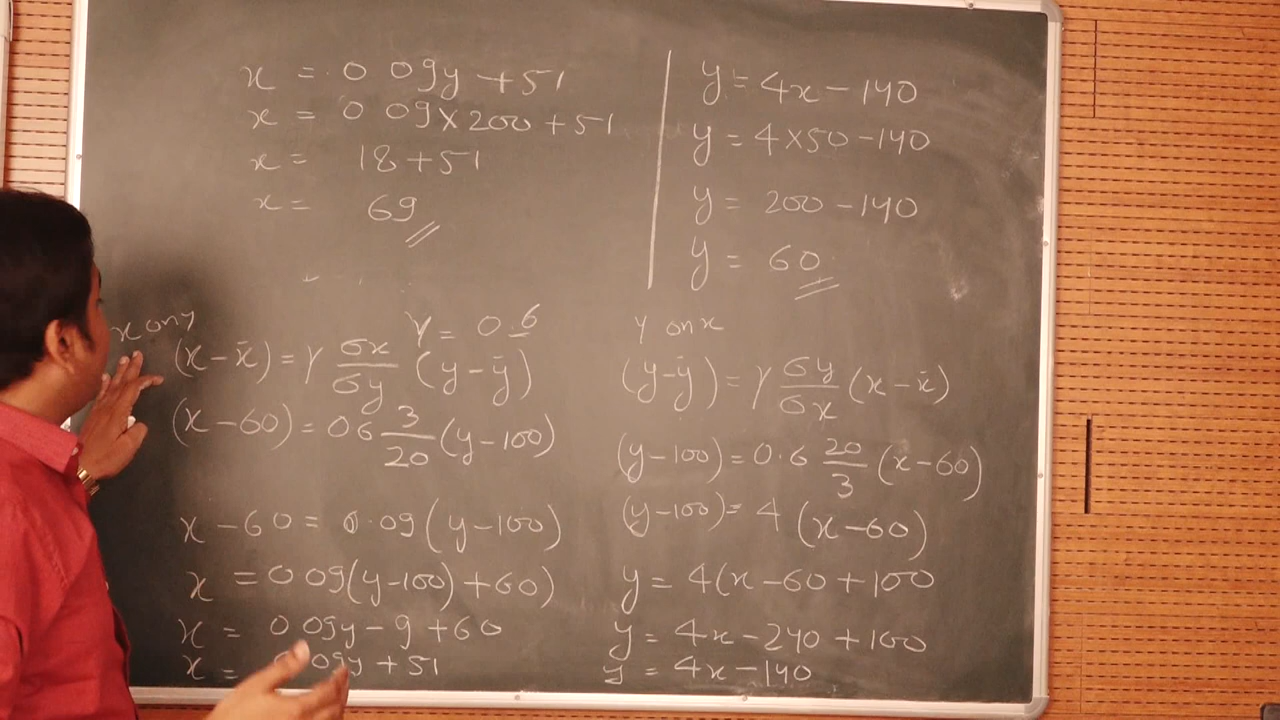 x = 0.09y + 51
x = 0.09 × 200 + 51
x = 18 + 51
x = 69
y = 4x - 140
y = 4 × 50 - 140
y = 200 - 140
y = 60
x on y
γ = 0.6
(x - x̄) = γ σx/σy (y - ȳ)
(x - 60) = 06 3/20 (y - 100)
x - 60 = 0.09 (y - 100)
x = 0 09(y - 100) + 60)
x = 0 09y - 9 + 60
x = 09y + 51
y on x
(y - ȳ) = γ σy/σx (x - x̄)
(y - 100) = 0.6 20/3 (x - 60)
(y - 100) = 4 (x - 60)
y = 4(x - 60 + 100
y = 4x - 240 + 100
y = 4x - 140